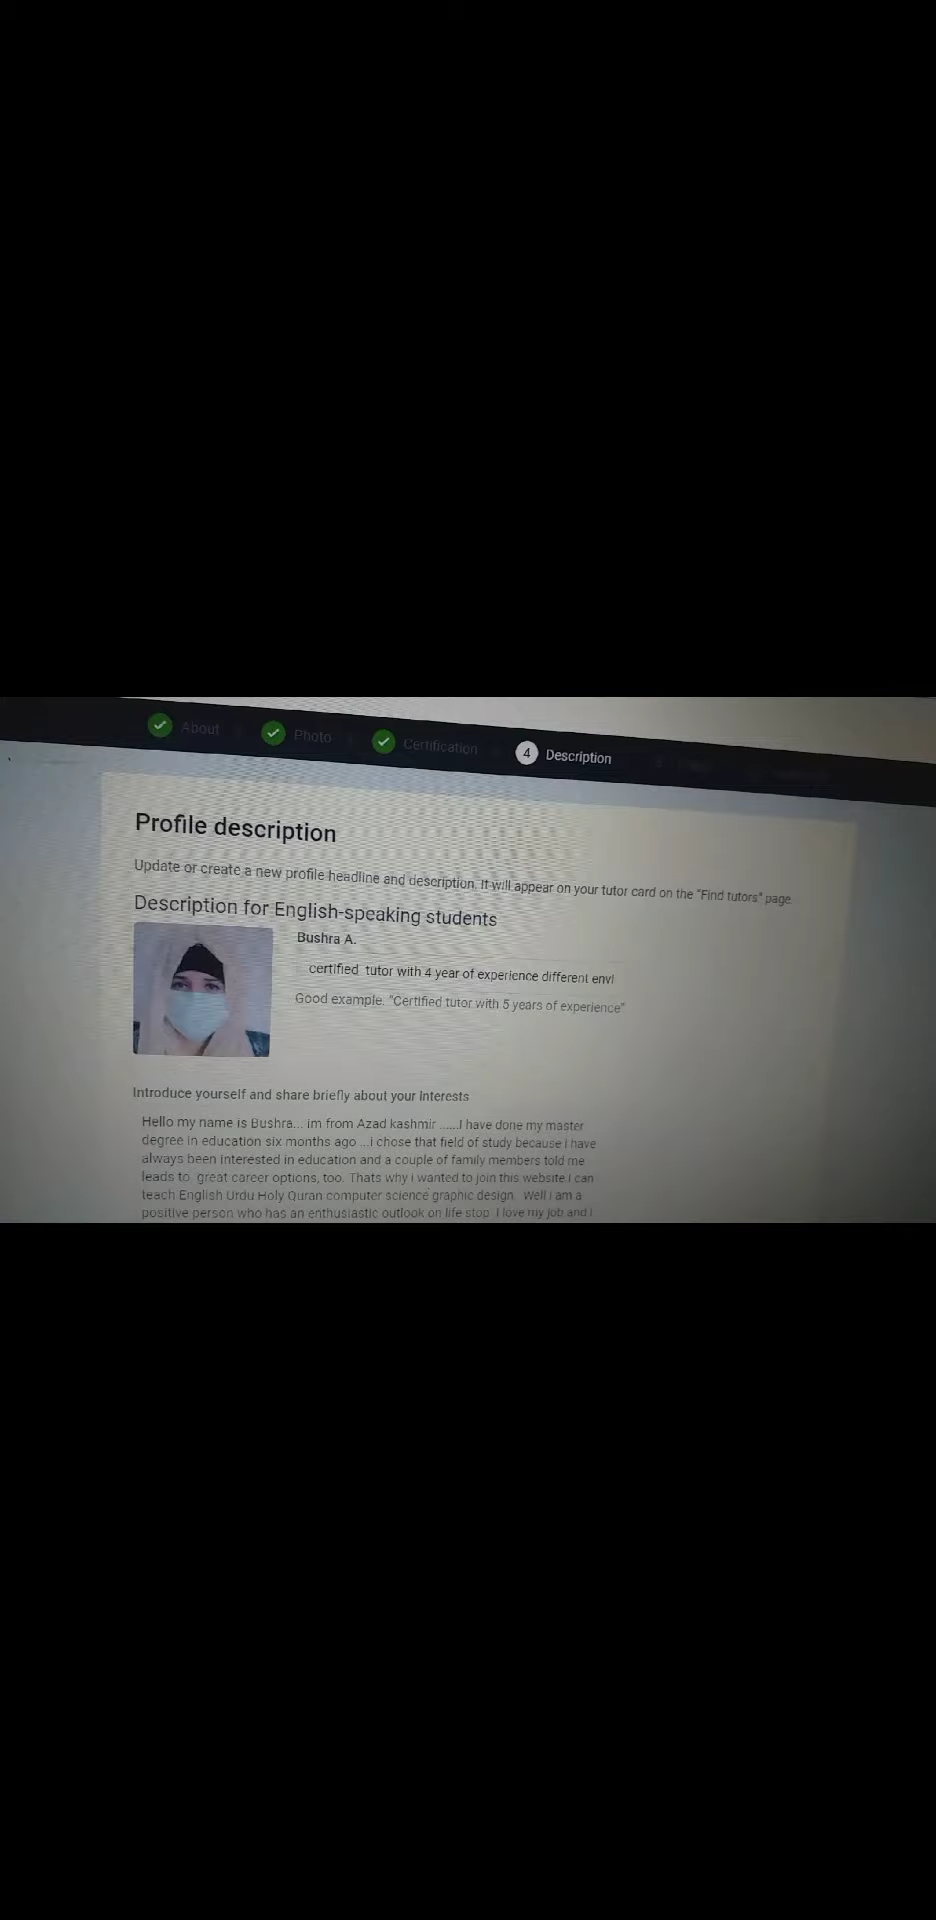 About
Photo
Certification
4 Description
Profile description
Update or create a new profile headline and description. It will appear on your tutor card on the "Find tutors" page.
Description for English-speaking students
Bushra A.
certified tutor with 4 year of experience different envi
Good example. "Certified tutor with 5 years of experience"
Introduce yourself and share briefly about your interests
Hello my name is Bushra... im from Azad kashmir ......I have done my master
degree in education six months ago ...i chose that field of study because i have
always been interested in education and a couple of family members told me
leads to great career options, too. Thats why i wanted to join this website.I can
teach English Urdu Holy Quran computer science graphic design Well i am a
positive person who has an enthusiastic outlook on life stop I love my job and i